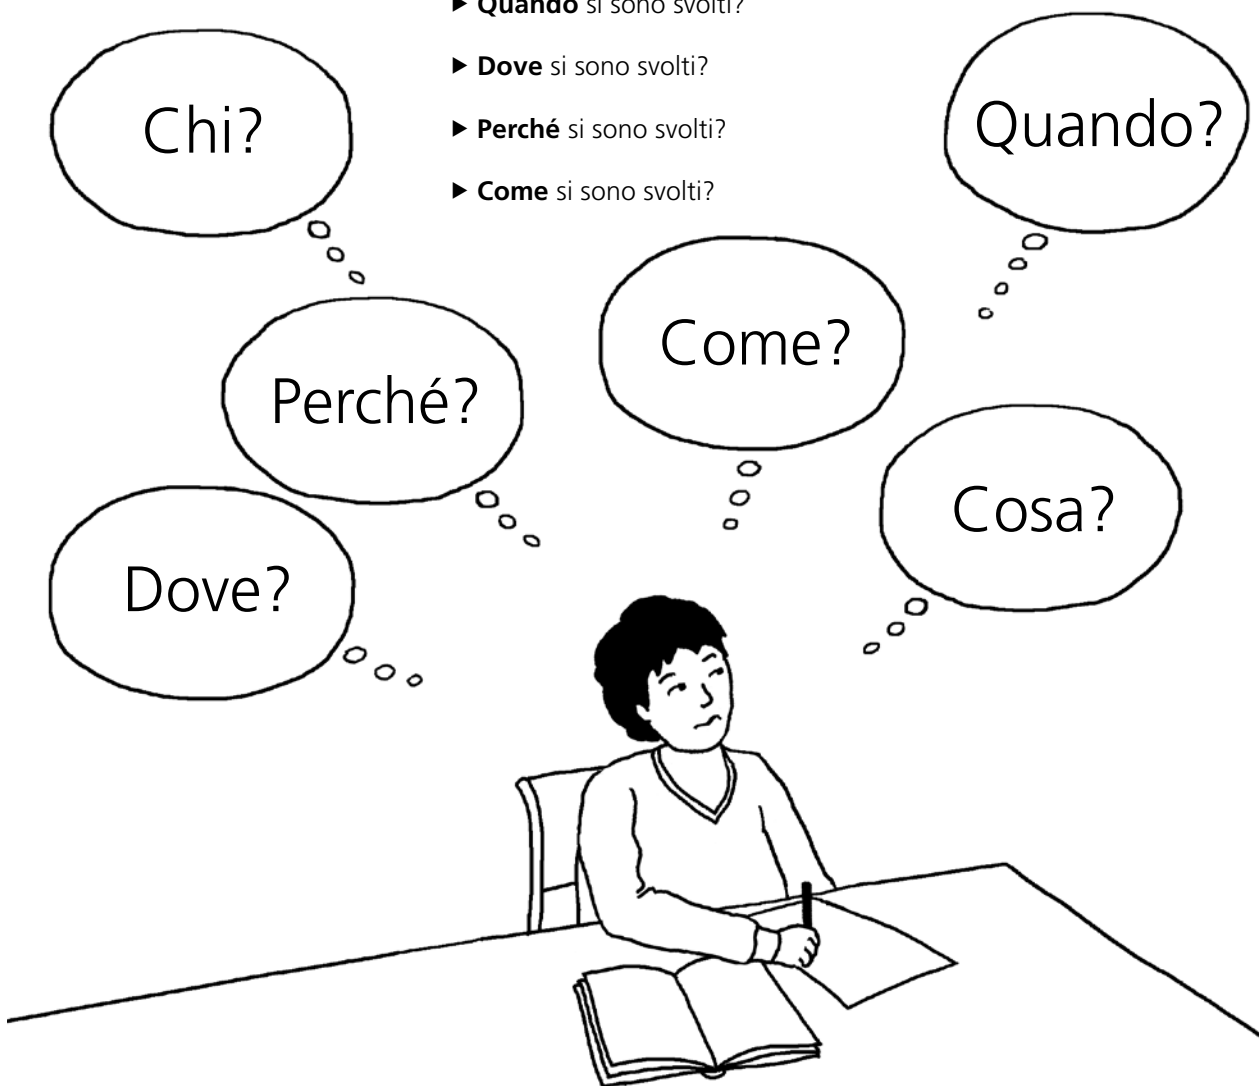 ▶ Quando si sono svolti?
▶ Dove si sono svolti?
▶ Perché si sono svolti?
▶ Come si sono svolti?
Chi?
Quando?
Come?
Perché?
Cosa?
Dove?